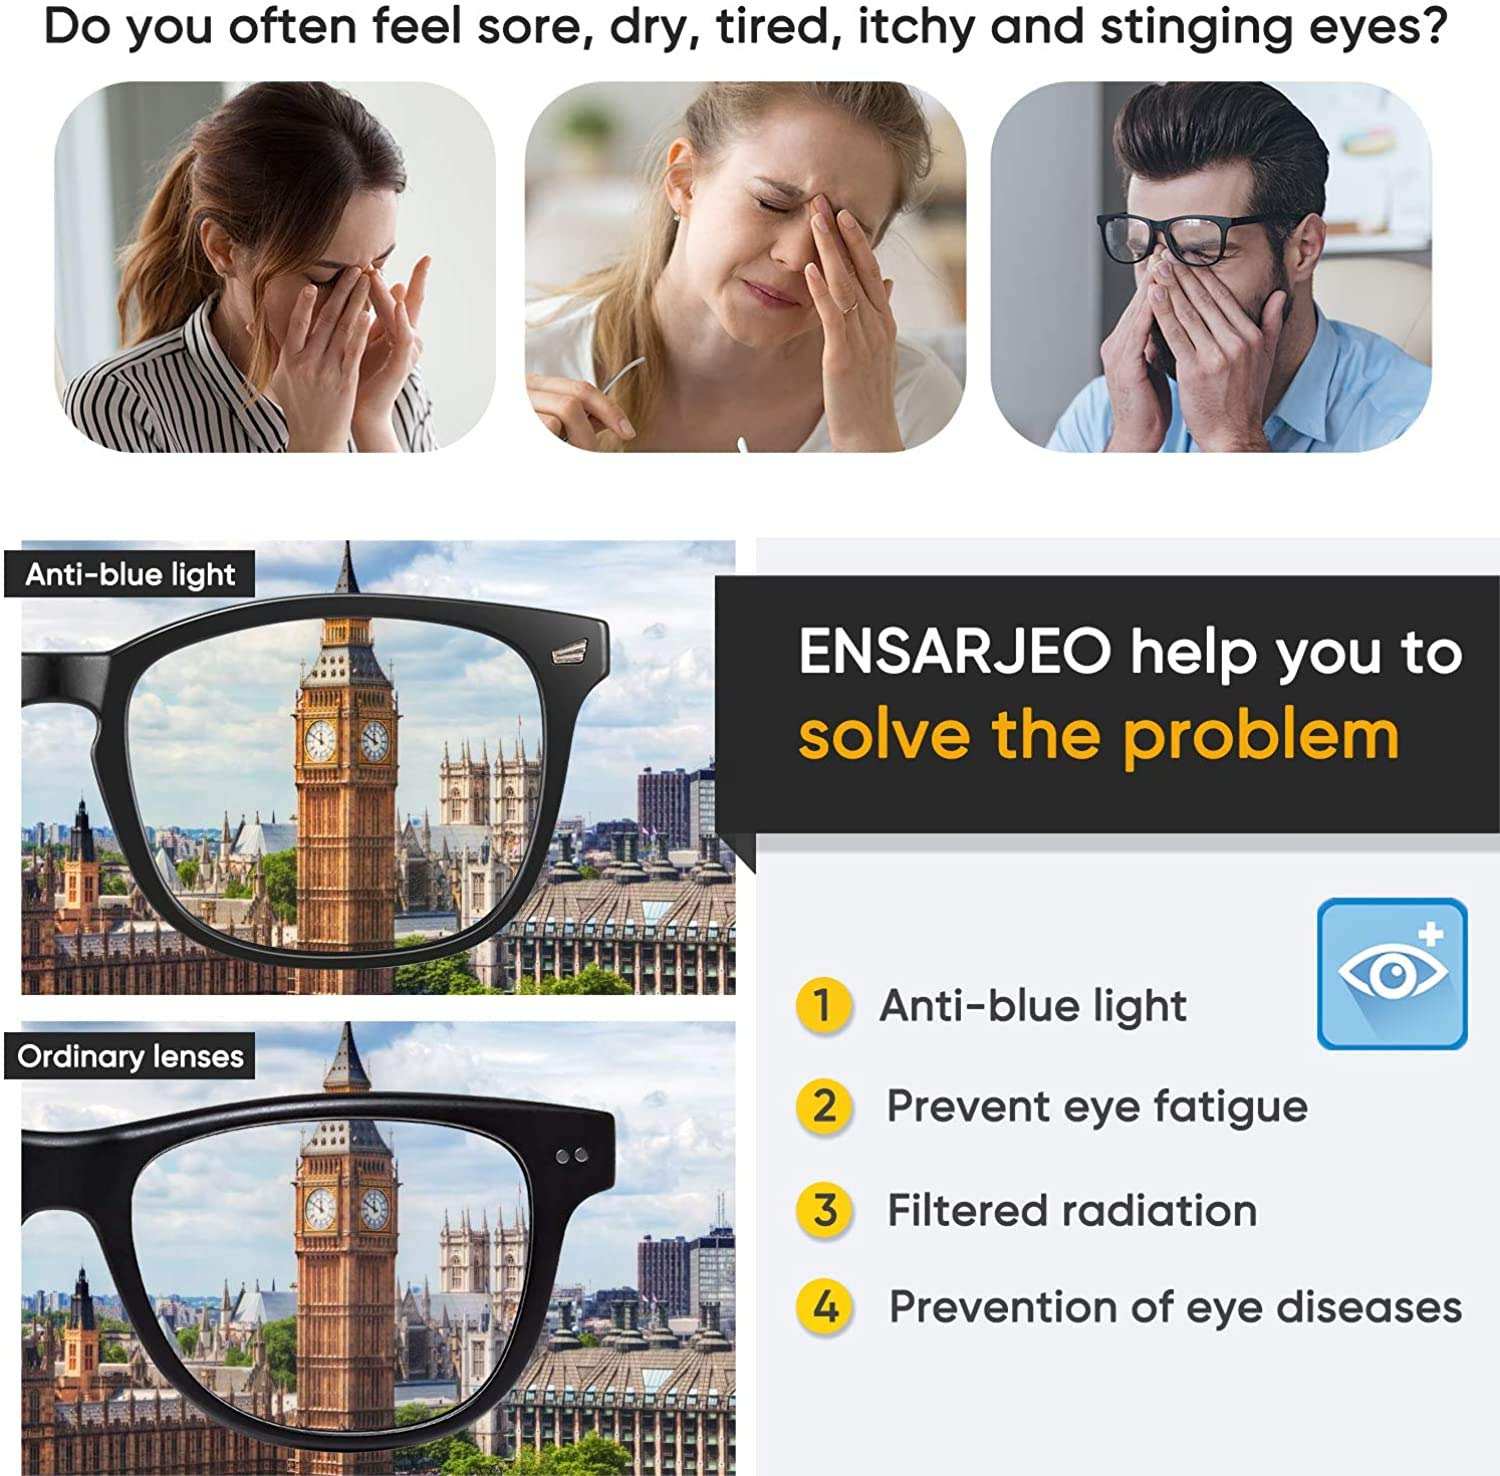 Do you often feel sore, dry, tired, itchy and stinging eyes?
Anti-blue light
ENSARJEO help you to
solve the problem
1 Anti-blue light
2 Prevent eye fatigue
Ordinary lenses
3 Filtered radiation
4 Prevention of eye diseases